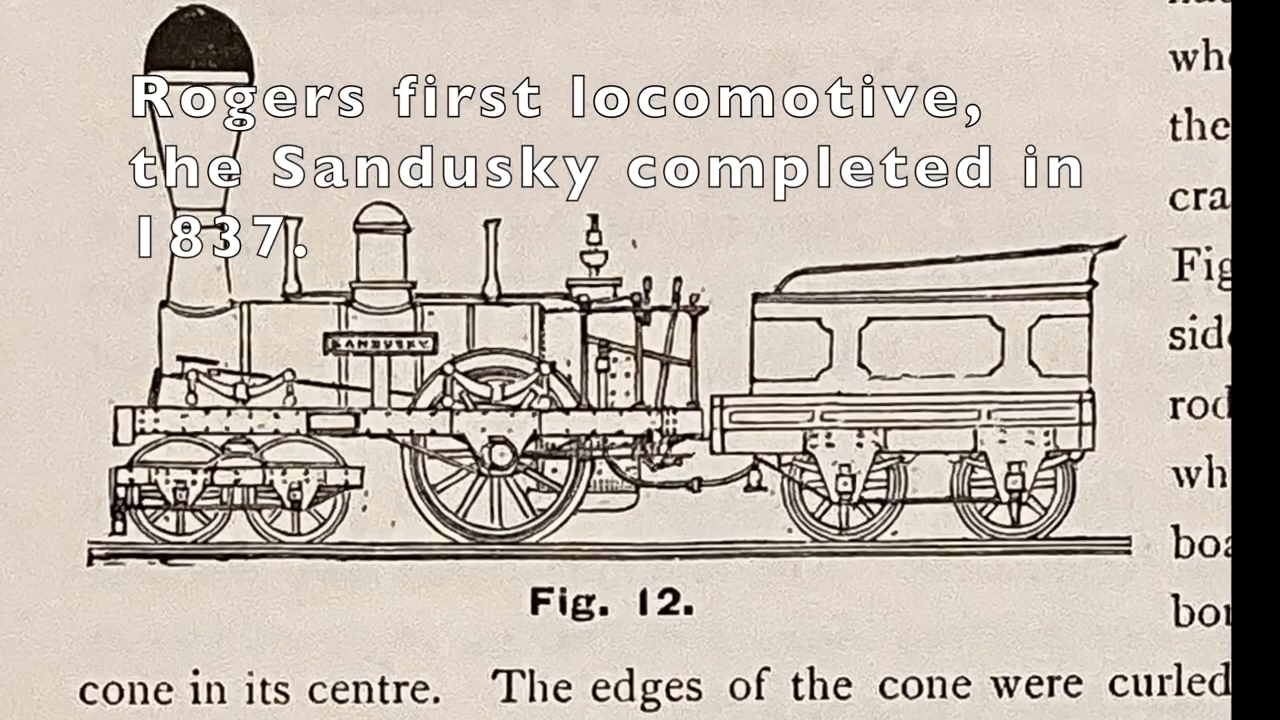 Rogers first locomotive,
the Sandusky completed in
1837.
SANDUSKY
the
Fig. 12.
cone in its centre. The edges of the cone were curled